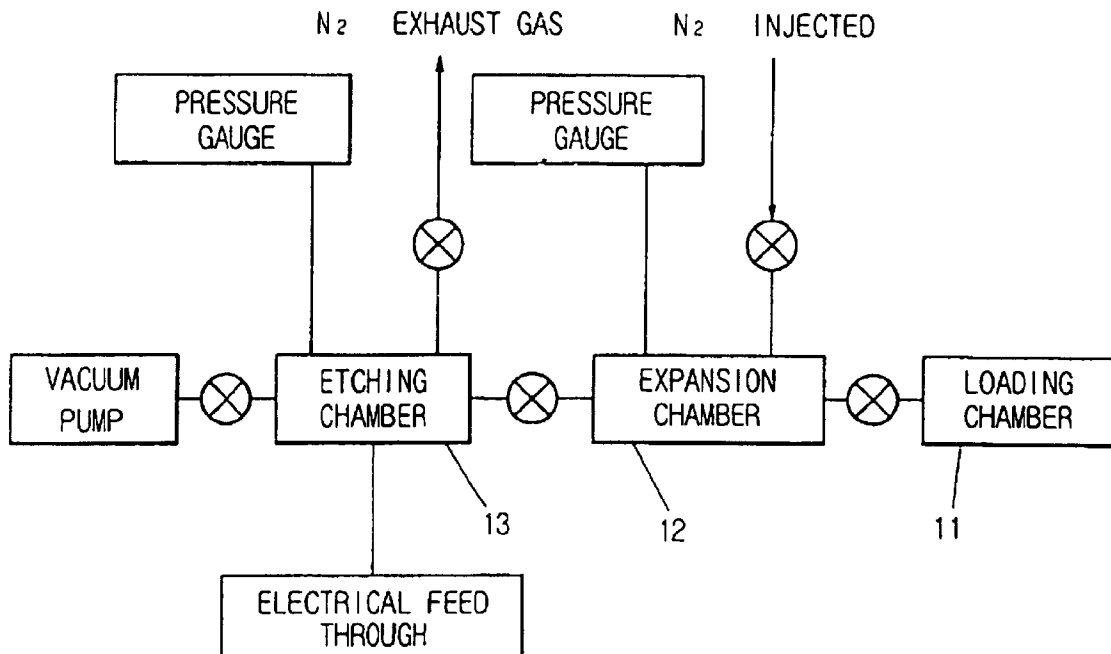 N2 EXHAUST GAS N2 INJECTED
PRESSURE
GAUGE
PRESSURE
GAUGE
VACUUM
PUMP
ETCHING
CHAMBER
EXPANSION
CHAMBER
LOADING
CHAMBER
13
12
11
ELECTRICAL FEED
THROUGH